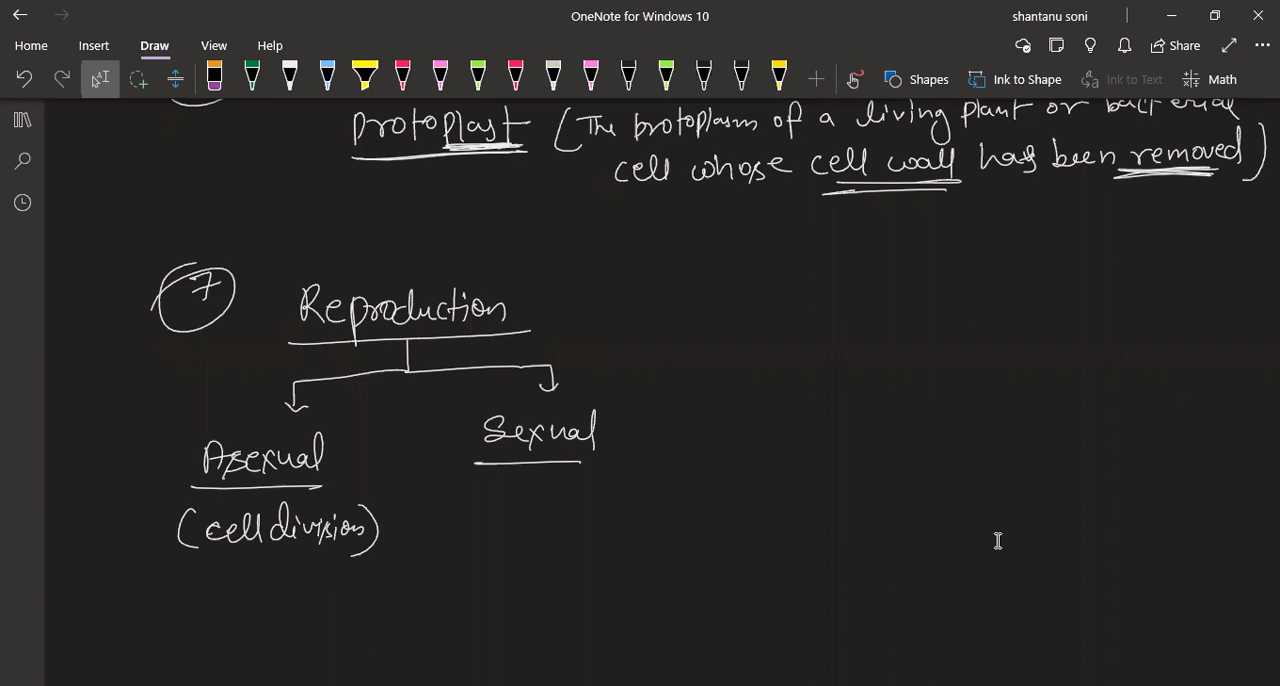 OneNote for Windows 10
shantanu soni
Home Insert Draw View Help
Share
Shapes Ink to Shape Ink to Text Math
protoplast (The protoplasm of a living plant or bacterial
cell whose cell wall has been removed)
7 Reproduction
Asexual Sexual
(cell division)